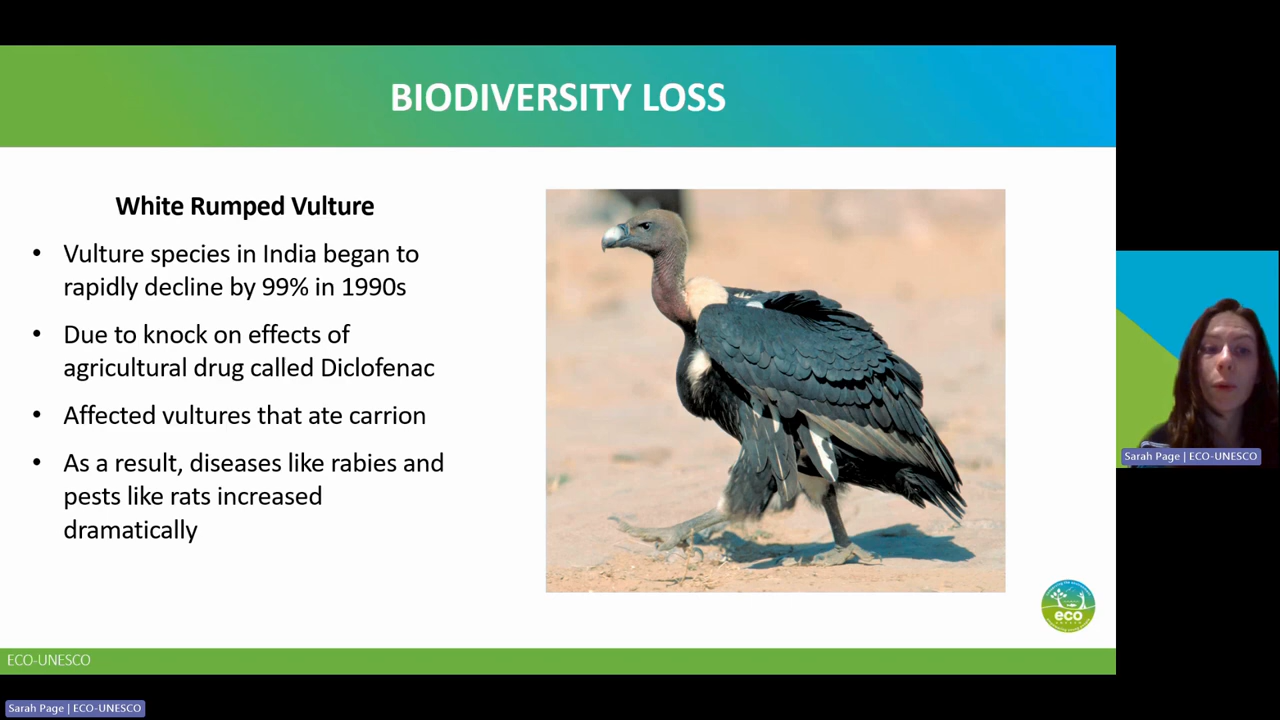 BIODIVERSITY LOSS
White Rumped Vulture
• Vulture species in India began to
rapidly decline by 99% in 1990s
• Due to knock on effects of
agricultural drug called Diclofenac
• Affected vultures that ate carrion
• As a result, diseases like rabies and
pests like rats increased
dramatically
eco
ECO-UNESCO
Sarah Page | ECO-UNESCO
Sarah Page | ECO-UNESCO